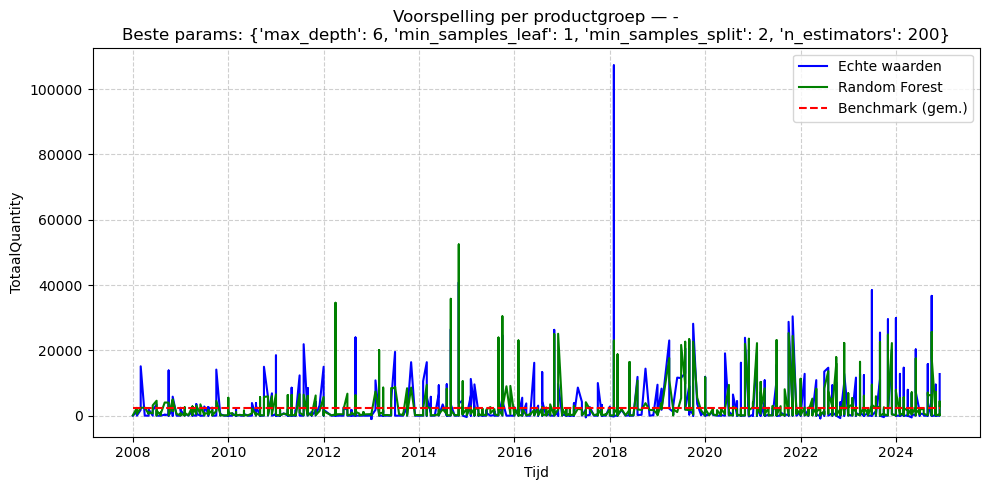 Voorspelling per productgroep — -
Beste params: {'max_depth': 6, 'min_samples_leaf': 1, 'min_samples_split': 2, 'n_estimators': 200}
Echte waarden
Random Forest
Benchmark (gem.)
TotaalQuantity
100000
80000
60000
40000
20000
0
2008 2010 2012 2014 2016 2018 2020 2022 2024
Tijd